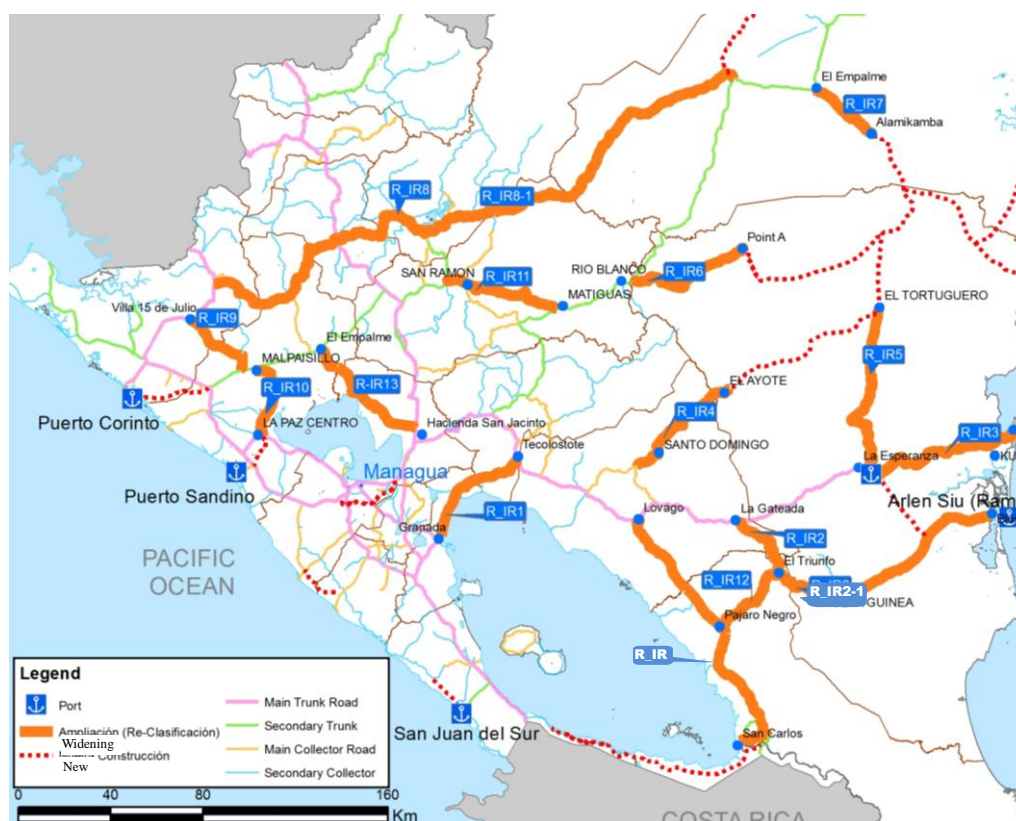 El Empalme
R_IR7
Alamikamba
R_IR8
R_IR8-1
Point A
SAN RAMON
R_IR11
RIO BLANCO
R_IR6
MATIGUAS
EL TORTUGUERO
Villa 15 de Julio
R_IR9
El Empalme
MALPAISILLO
R-IR13
R_IR5
R_IR10
EL AYOTE
Puerto Corinto
LA PAZ CENTRO
Hacienda San Jacinto
R_IR4
R_IR3
Tecolostote
SANTO DOMINGO
La Esperanza
KU
Managua
Puerto Sandino
Arlen Siu (Ram
R_IR1
Lovago
La Gateada
Granada
R_IR2
PACIFIC
OCEAN
El Triunfo
R_IR12
R_IR2-1
GUINEA
Pajaro Negro
R_IR
Legend
Port
Main Trunk Road
Ampliación (Re-Clasificación)
Secondary Trunk
Widening
Construcción
Main Collector Road
New
Secondary Collector
San Juan del Sur
San Carlos
0 40 80 160
Km
COSTA RICA